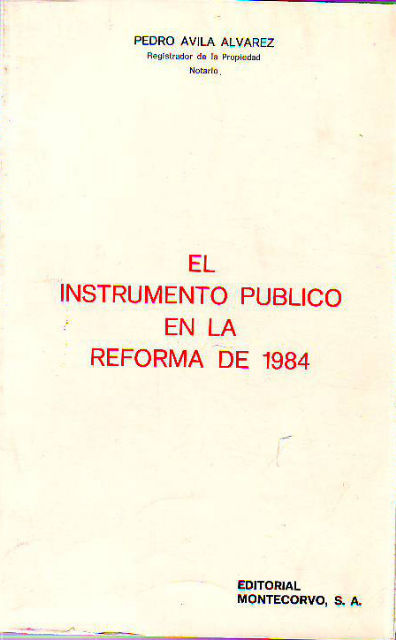 PEDRO AVILA ALVAREZ
Registrador de la Propiedad
Notario.
EL
INSTRUMENTO PUBLICO
EN LA
REFORMA DE 1984
EDITORIAL
MONTECORVO, S. A.